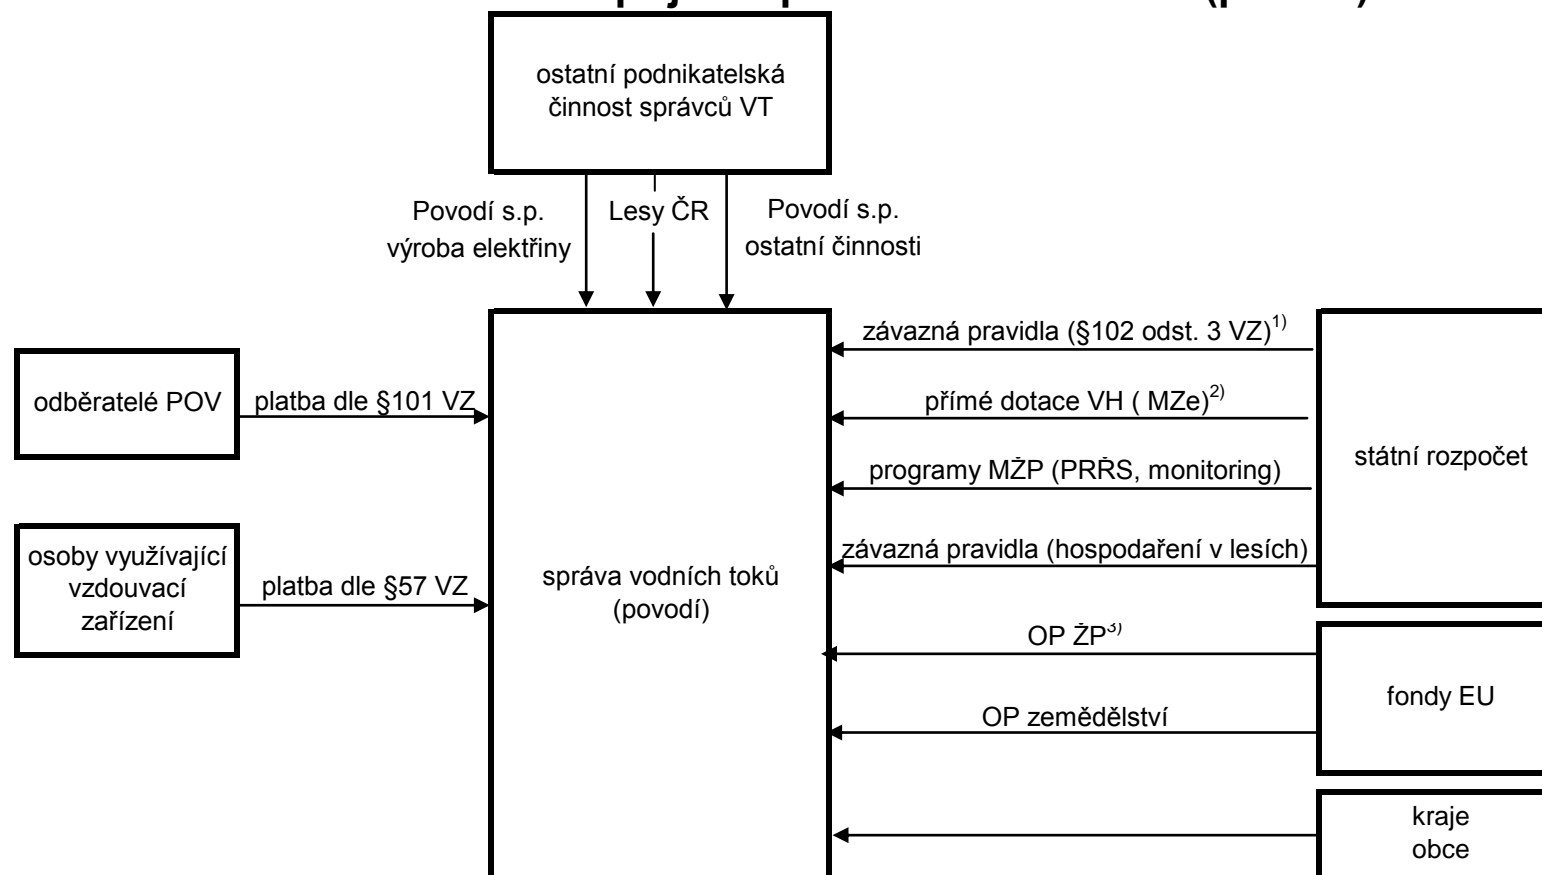 ostatní podnikatelská
činnost správců VT
Povodí s.p.
výroba elektřiny
Lesy ČR
Povodí s.p.
ostatní činnosti
odběratelé POV
platba dle §101 VZ
osoby využívající
vzdouvací
zařízení
platba dle §57 VZ
správa vodních toků
(povodí)
závazná pravidla (§102 odst. 3 VZ)1)
přímé dotace VH ( MZe)2)
programy MŽP (PRŘS, monitoring)
závazná pravidla (hospodaření v lesích)
státní rozpočet
OP ŽP3)
OP zemědělství
fondy EU
kraje
obce